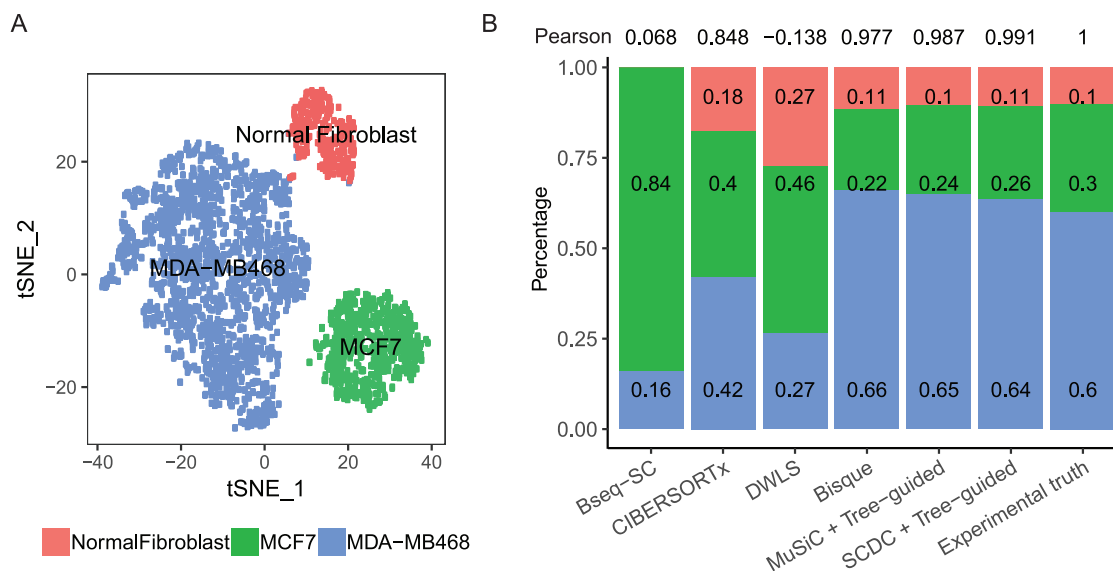 A
Normal Fibroblast
MDA−MB468
MCF7
20
0
−20
tSNE_2
−40
−20
0
20
40
tSNE_1
NormalFibroblast MCF7 MDA−MB468
B
Pearson 0.068 0.848 −0.138 0.977 0.987 0.991 1
1.00
0.75
0.50
0.25
0.00
Percentage
0.18 0.27 0.11 0.1 0.11 0.1
0.84 0.4 0.46 0.22 0.24 0.26 0.3
0.16 0.42 0.27 0.66 0.65 0.64 0.6
Bseq−SC
CIBERSORTx
DWLS
Bisque
MuSiC + Tree−guided
SCDC + Tree−guided
Experimental truth